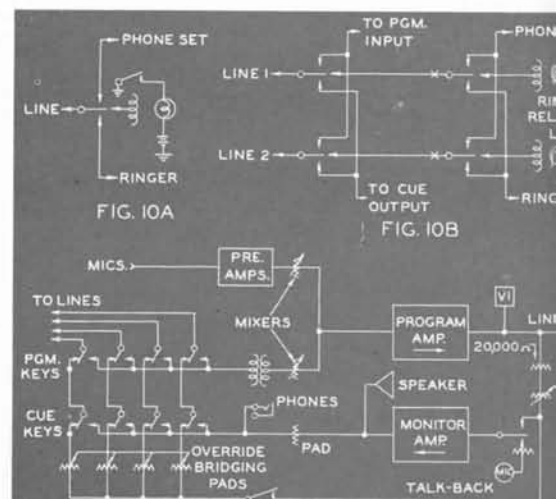 PHONE SET
LINE
RINGER
FIG. 10A
TO PGM.
INPUT
LINE 1
LINE 2
TO CUE
OUTPUT
FIG. 10B
MICS.
PRE.
AMPS.
TO LINES
MIXERS
PROGRAM
AMP.
VI
20,000
PGM.
KEYS
SPEAKER
CUE
KEYS
PHONES
PAD
MONITOR
AMP.
OVERRIDE
BRIDGING
PADS
MIC
TALK-BACK